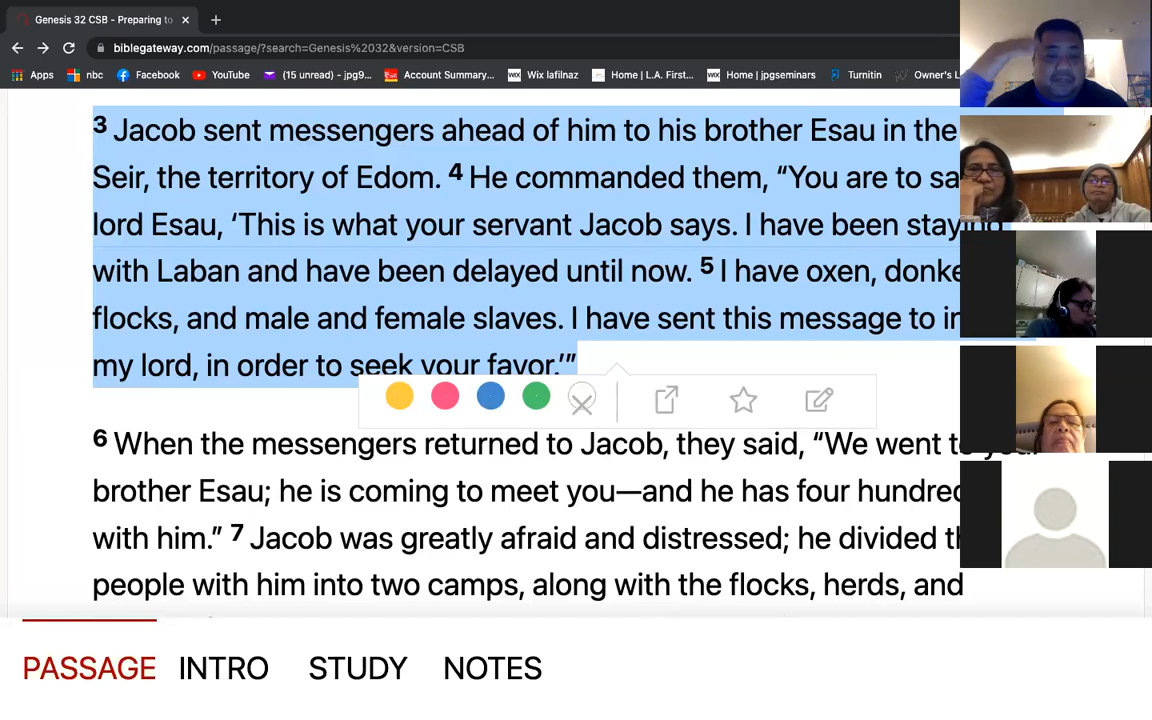 Genesis 32 CSB - Preparing to
biblegateway.com/passage/?search=Genesis%2032&version=CSB
Apps nbc Facebook YouTube (15 unread) - jpg9... Account Summary... Wix lafilnaz Home | L.A. First... Home | jpgseminars Turnitin Owner's L
3 Jacob sent messengers ahead of him to his brother Esau in the
Seir, the territory of Edom. 4 He commanded them, “You are to
lord Esau, ‘This is what your servant Jacob says. I have been staying
with Laban and have been delayed until now. 5 I have oxen,
flocks, and male and female slaves. I have sent this message to
my lord, in order to seek your favor.’”
6 When the messengers returned to Jacob, they said, “We went to your
brother Esau; he is coming to meet you—and he has four
with him.” 7 Jacob was greatly afraid and distressed; he divided
people with him into two camps, along with the flocks, herds, and
PASSAGE INTRO STUDY NOTES